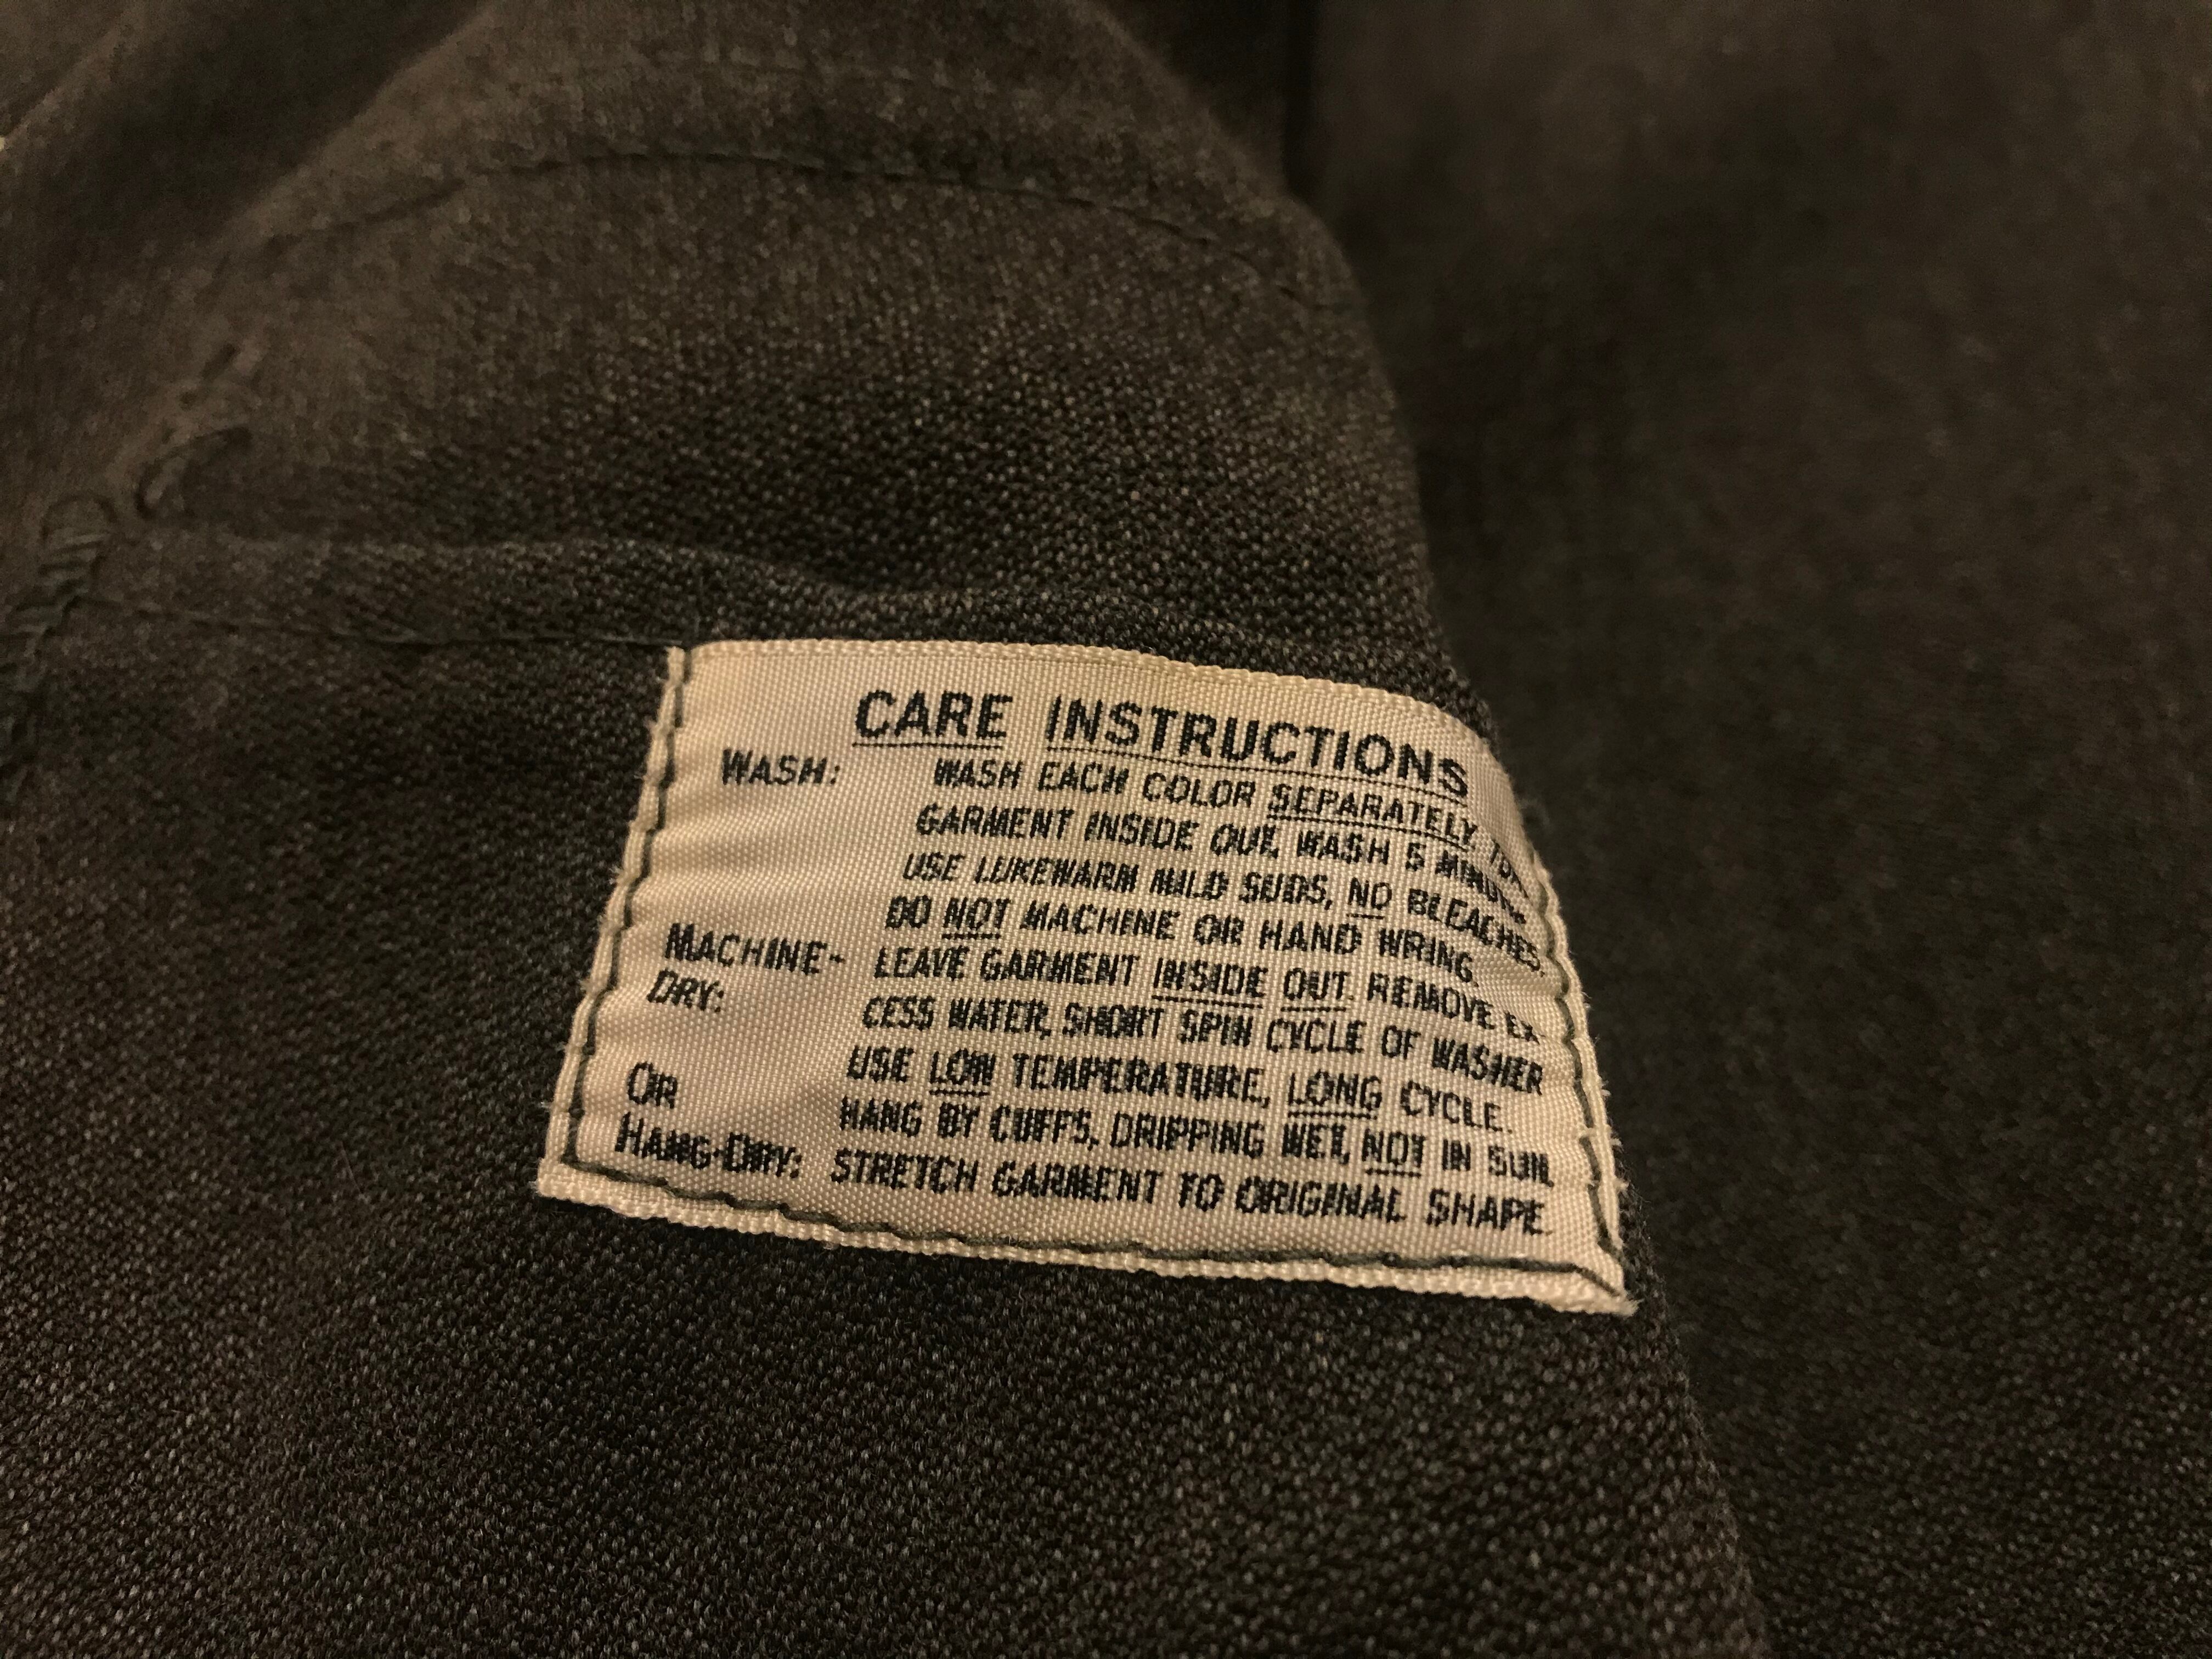 CARE INSTRUCTIONS
WASH: WASH EACH COLOR SEPARATELY, TURN
GARMENT INSIDE OUT, WASH 5 MINUTES
USE LUKEWARM MILD SUDS, NO BLEACHES.
DO NOT MACHINE OR HAND WRING.
MACHINE- LEAVE GARMENT INSIDE OUT. REMOVE EX-
DRY: CESS WATER, SHORT SPIN CYCLE OF WASHER
USE LOW TEMPERATURE, LONG CYCLE.
OR HANG BY CUFFS, DRIPPING WET, NOT IN SUN.
HANG-DRY: STRETCH GARMENT TO ORIGINAL SHAPE